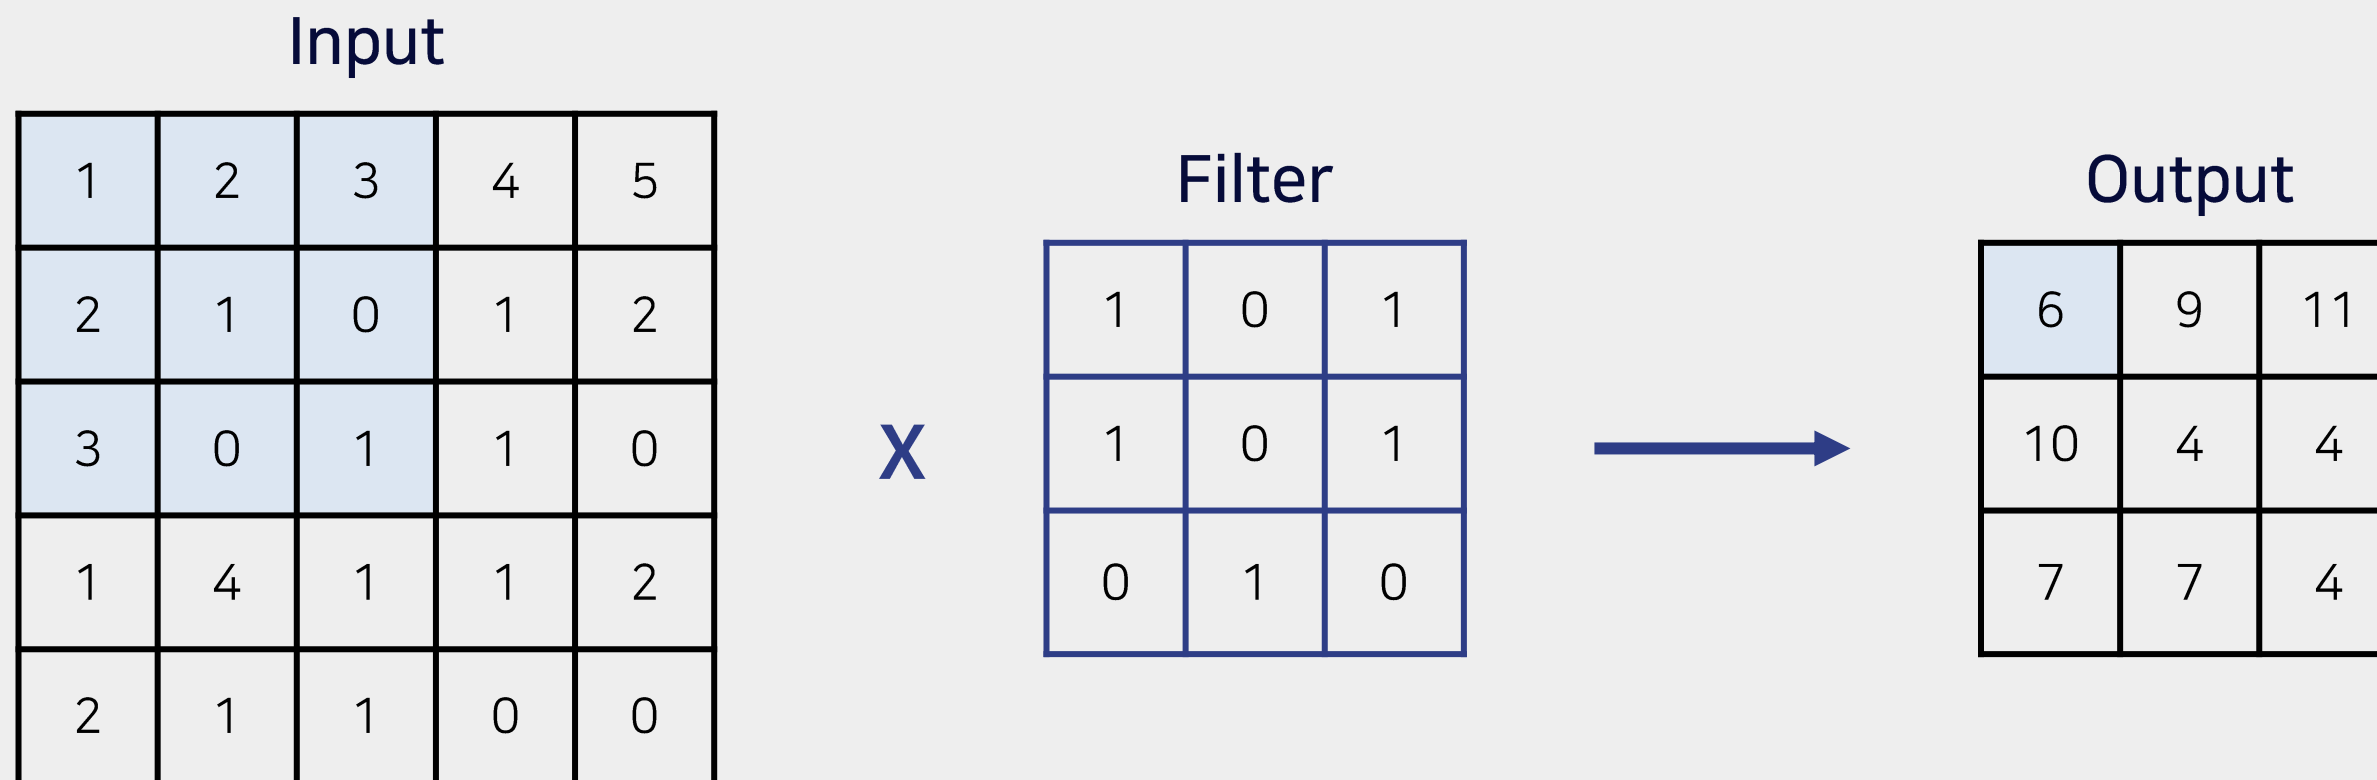 Input
1 2 3 4 5
2 1 0 1 2
3 0 1 1 0
1 4 1 1 2
2 1 1 0 0
X
Filter
1 0 1
1 0 1
0 1 0
Output
6 9 11
10 4 4
7 7 4